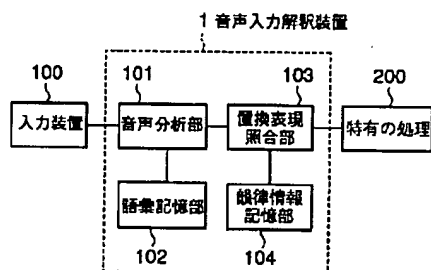 1 音声入力解釈装置
100
101
103
200
入力装置
音声分析部
置換表現
照合部
特有の処理
語彙記憶部
韻律情報
記憶部
102
104